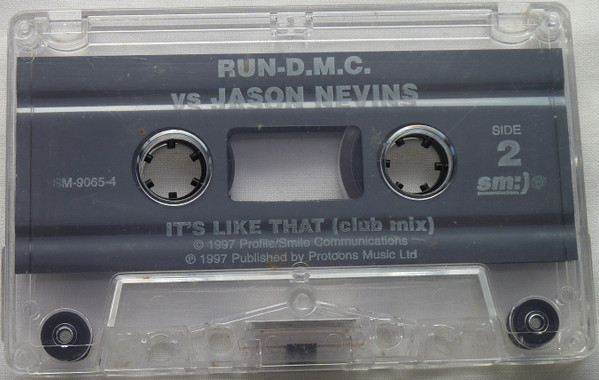 RUN-D.M.C.
vs JASON NEVINS
SIDE
2
SM-9065-4
sm:)
IT'S LIKE THAT (club mix)
© 1997 Profile/Smile Communications
℗ 1997 Published by Protoons Music Ltd